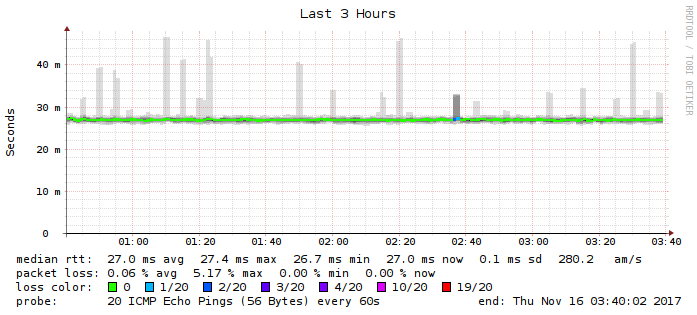 Last 3 Hours
RRDTOOL / TOBI OETIKER
Seconds
40 m
30 m
20 m
10 m
0
01:00 01:20 01:40 02:00 02:20 02:40 03:00 03:20 03:40
median rtt: 27.0 ms avg 27.4 ms max 26.7 ms min 27.0 ms now 0.1 ms sd 280.2 am/s
packet loss: 0.06 % avg 5.17 % max 0.00 % min 0.00 % now
loss color: 0 1/20 2/20 3/20 4/20 10/20 19/20
probe: 20 ICMP Echo Pings (56 Bytes) every 60s end: Thu Nov 16 03:40:02 2017